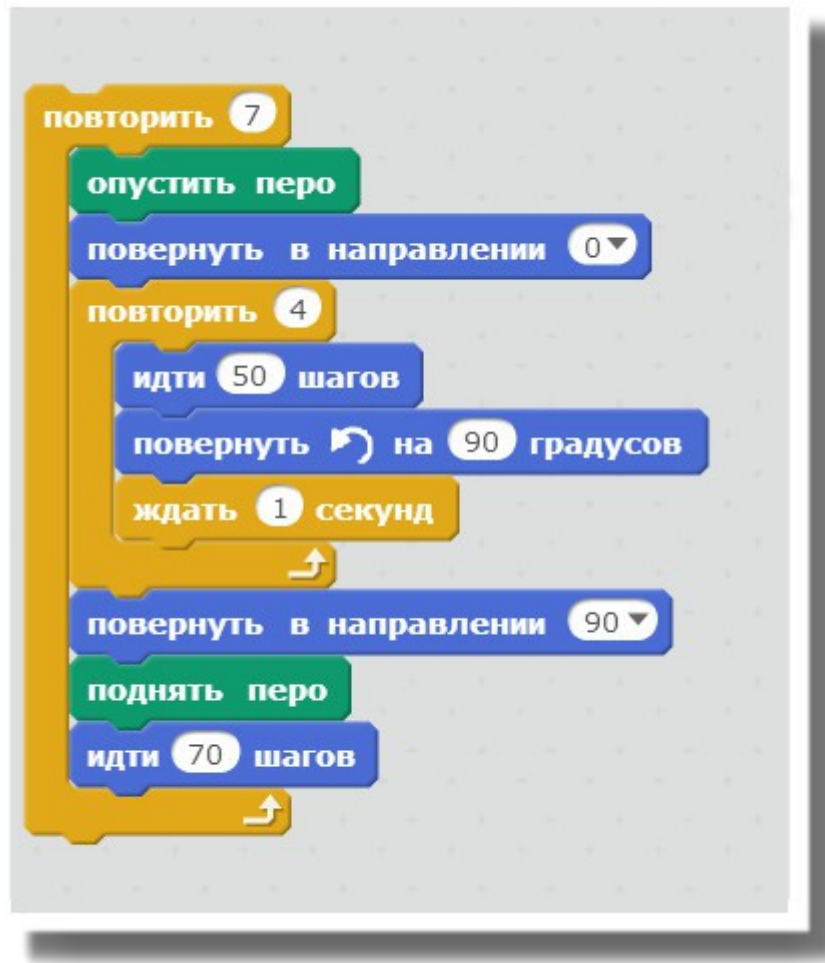 повторить 7
опустить перо
повернуть в направлении 0
повторить 4
идти 50 шагов
повернуть на 90 градусов
ждать 1 секунд
повернуть в направлении 90
поднять перо
идти 70 шагов